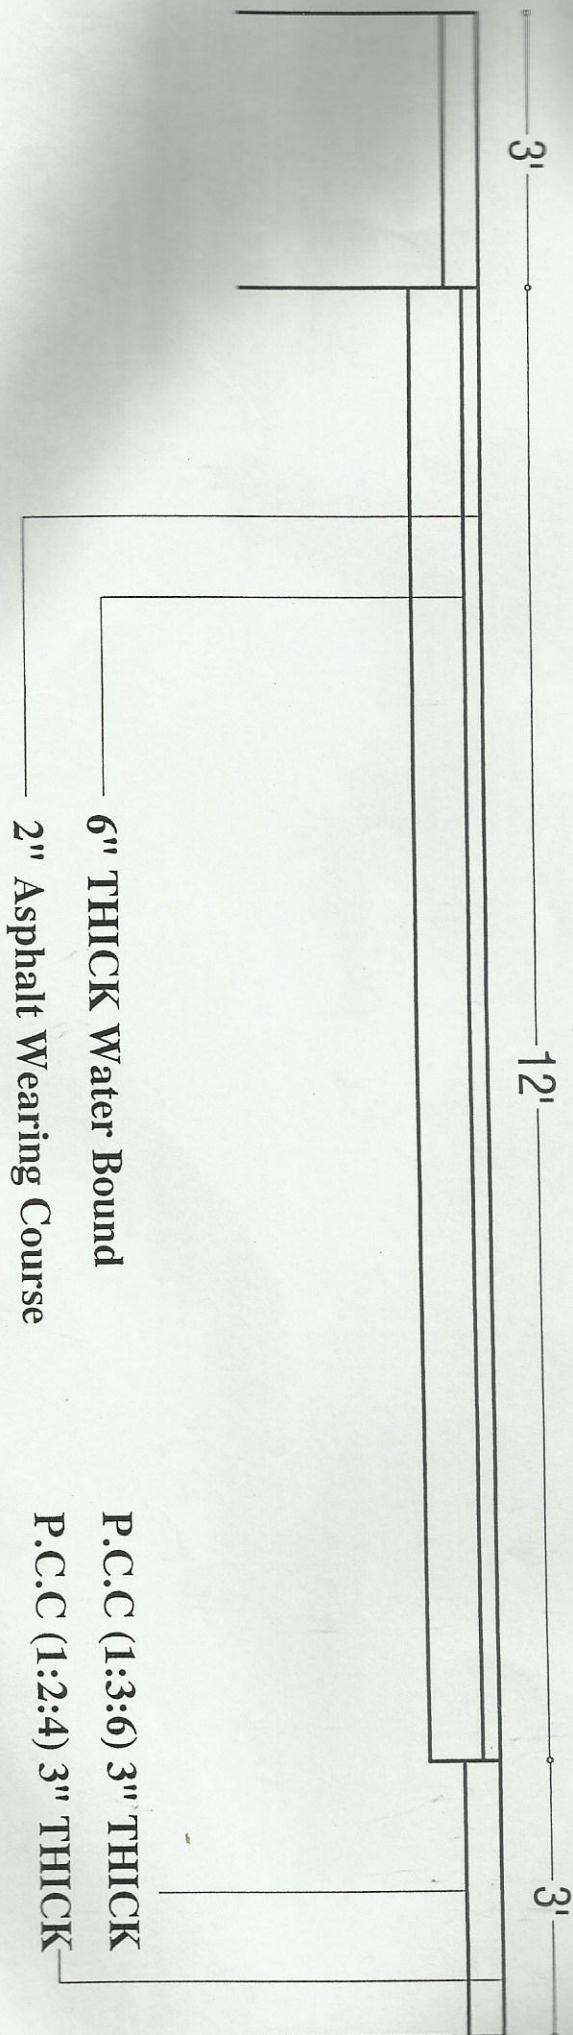 3'
12'
3'
6" THICK Water Bound
2" Asphalt Wearing Course
P.C.C (1:3:6) 3" THICK
P.C.C (1:2:4) 3" THICK